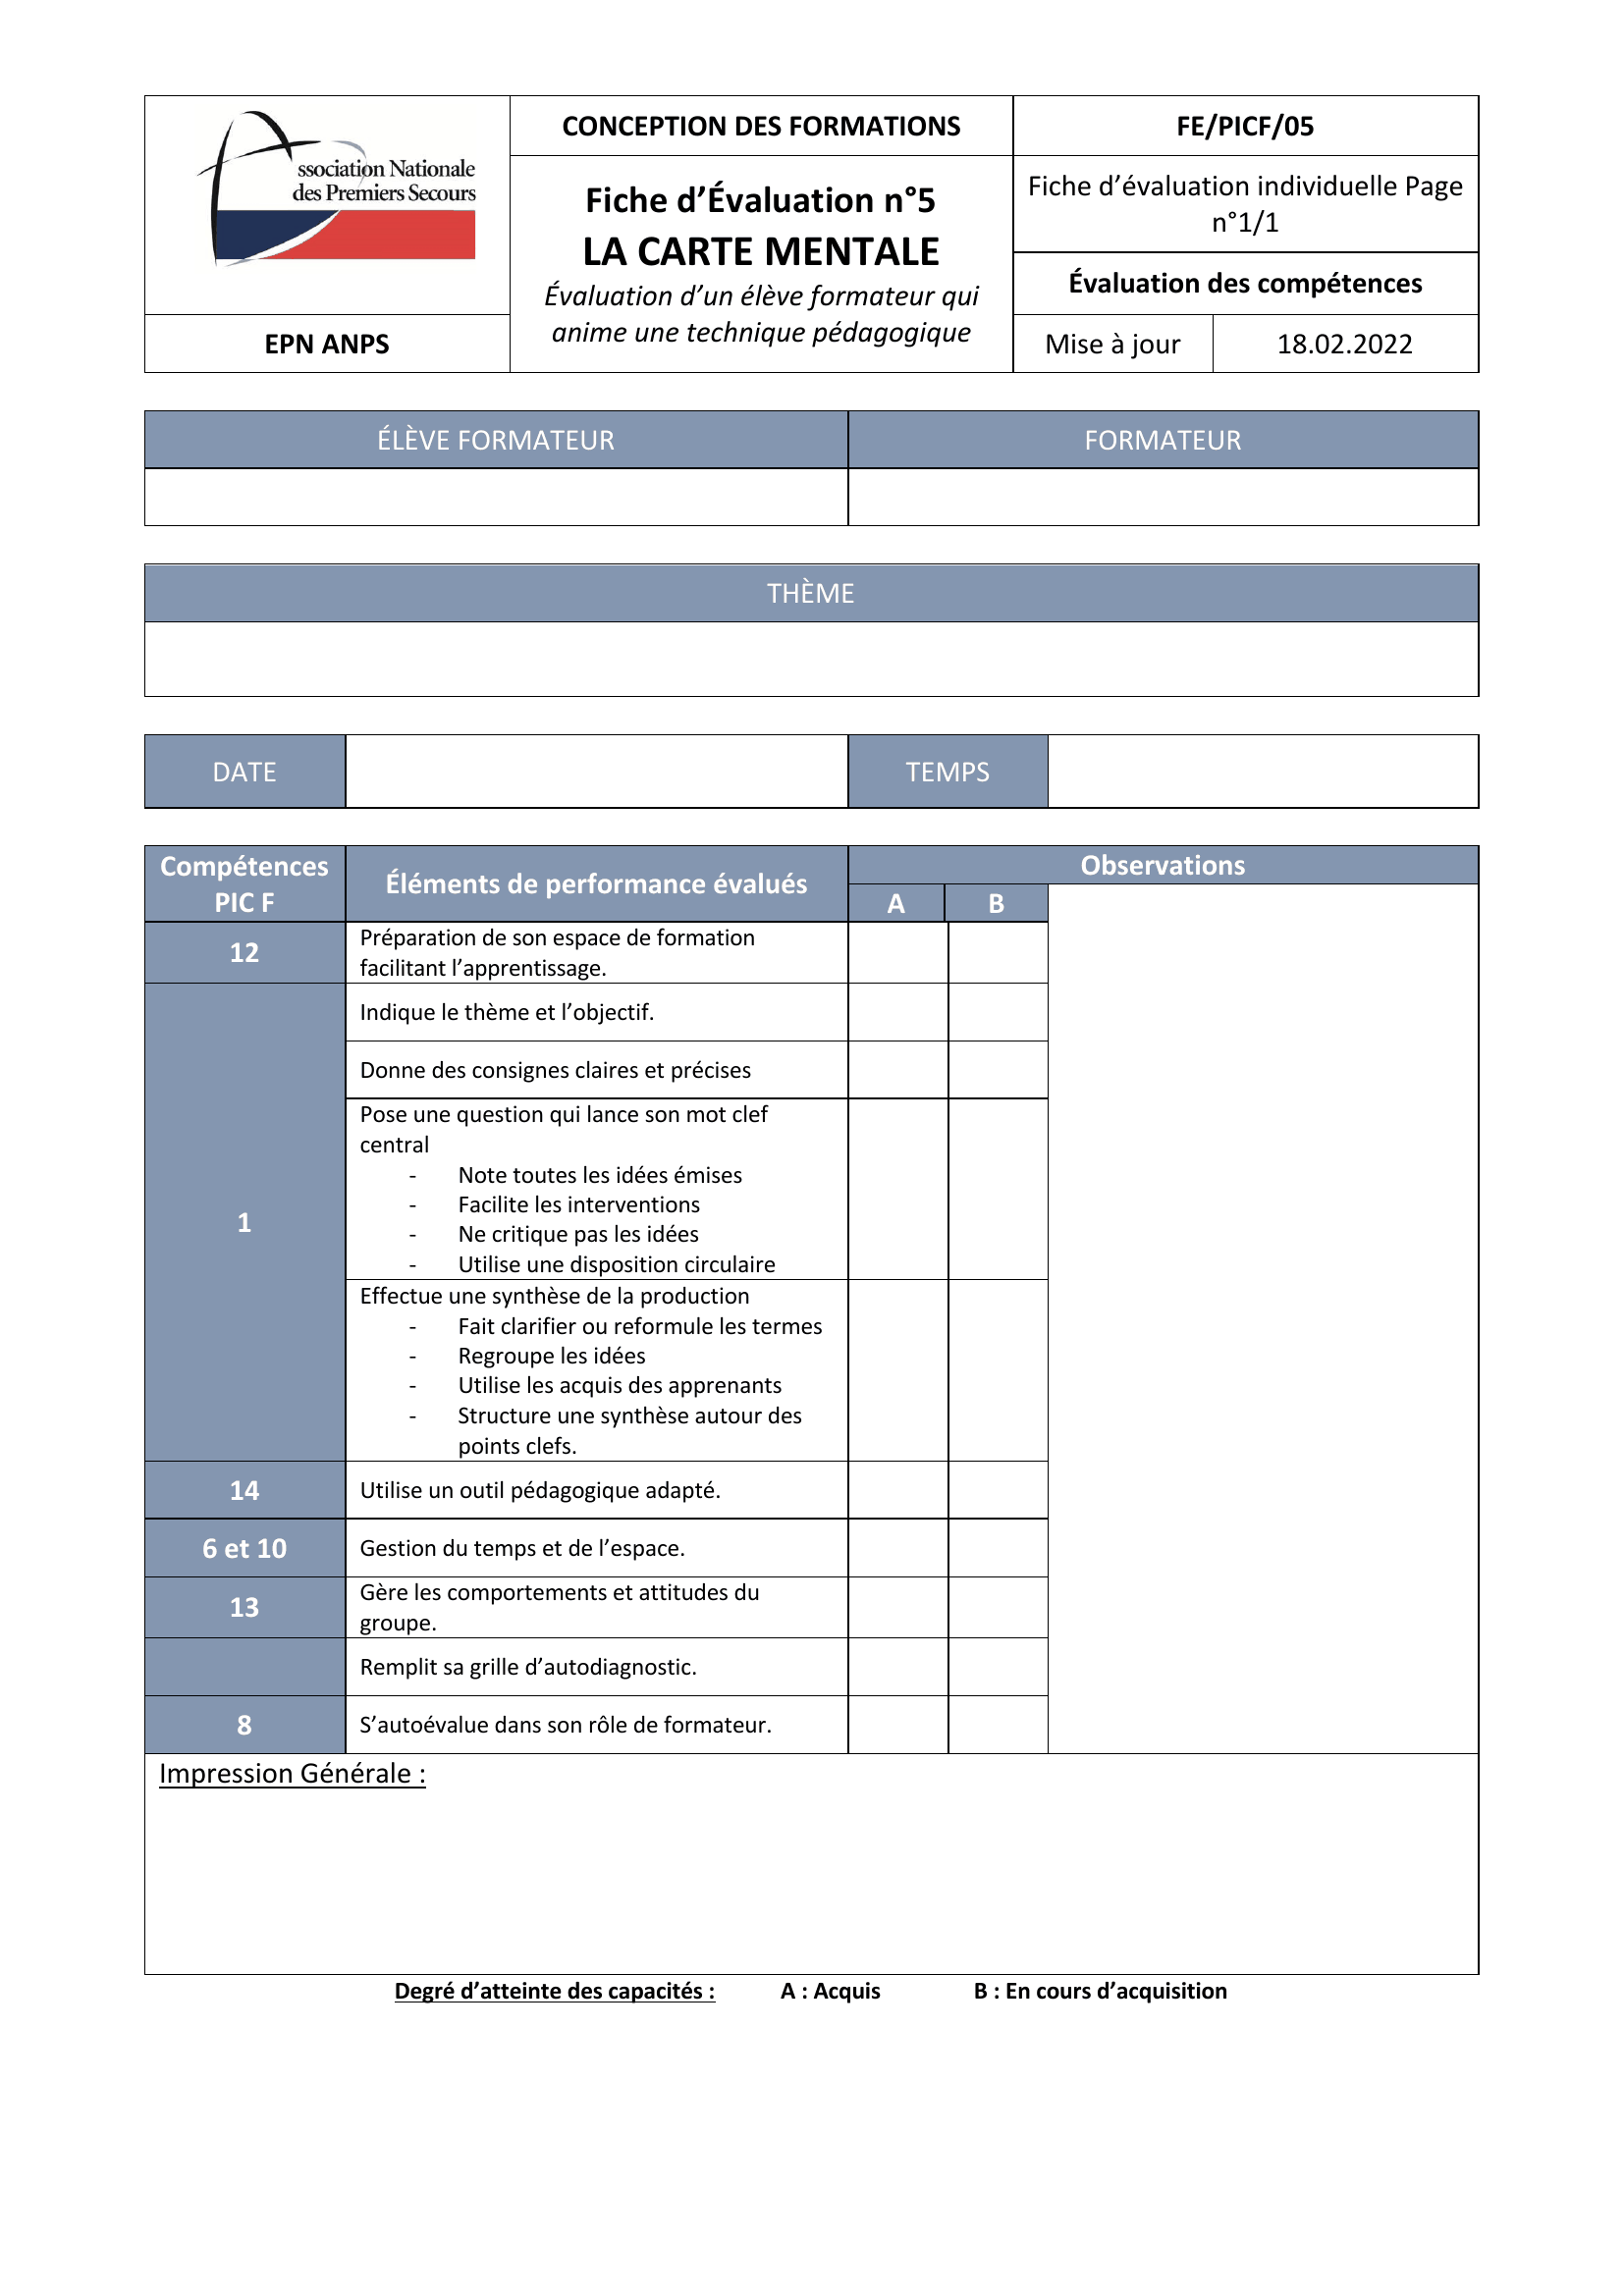 ssociation Nationale
des Premiers Secours
EPN ANPS
CONCEPTION DES FORMATIONS
Fiche d’Évaluation n°5
LA CARTE MENTALE
Évaluation d’un élève formateur qui
anime une technique pédagogique
FE/PICF/05
Fiche d’évaluation individuelle Page
n°1/1
Évaluation des compétences
Mise à jour 18.02.2022
ÉLÈVE FORMATEUR FORMATEUR
THÈME
DATE TEMPS
Compétences
PIC F
Éléments de performance évalués
Observations
A B
12
Préparation de son espace de formation
facilitant l’apprentissage.
1
Indique le thème et l’objectif.
Donne des consignes claires et précises
Pose une question qui lance son mot clef
central
- Note toutes les idées émises
- Facilite les interventions
- Ne critique pas les idées
- Utilise une disposition circulaire
Effectue une synthèse de la production
- Fait clarifier ou reformule les termes
- Regroupe les idées
- Utilise les acquis des apprenants
- Structure une synthèse autour des
points clefs.
14 Utilise un outil pédagogique adapté.
6 et 10 Gestion du temps et de l’espace.
13
Gère les comportements et attitudes du
groupe.
Remplit sa grille d’autodiagnostic.
8 S’autoévalue dans son rôle de formateur.
Impression Générale :
Degré d’atteinte des capacités : A : Acquis B : En cours d’acquisition